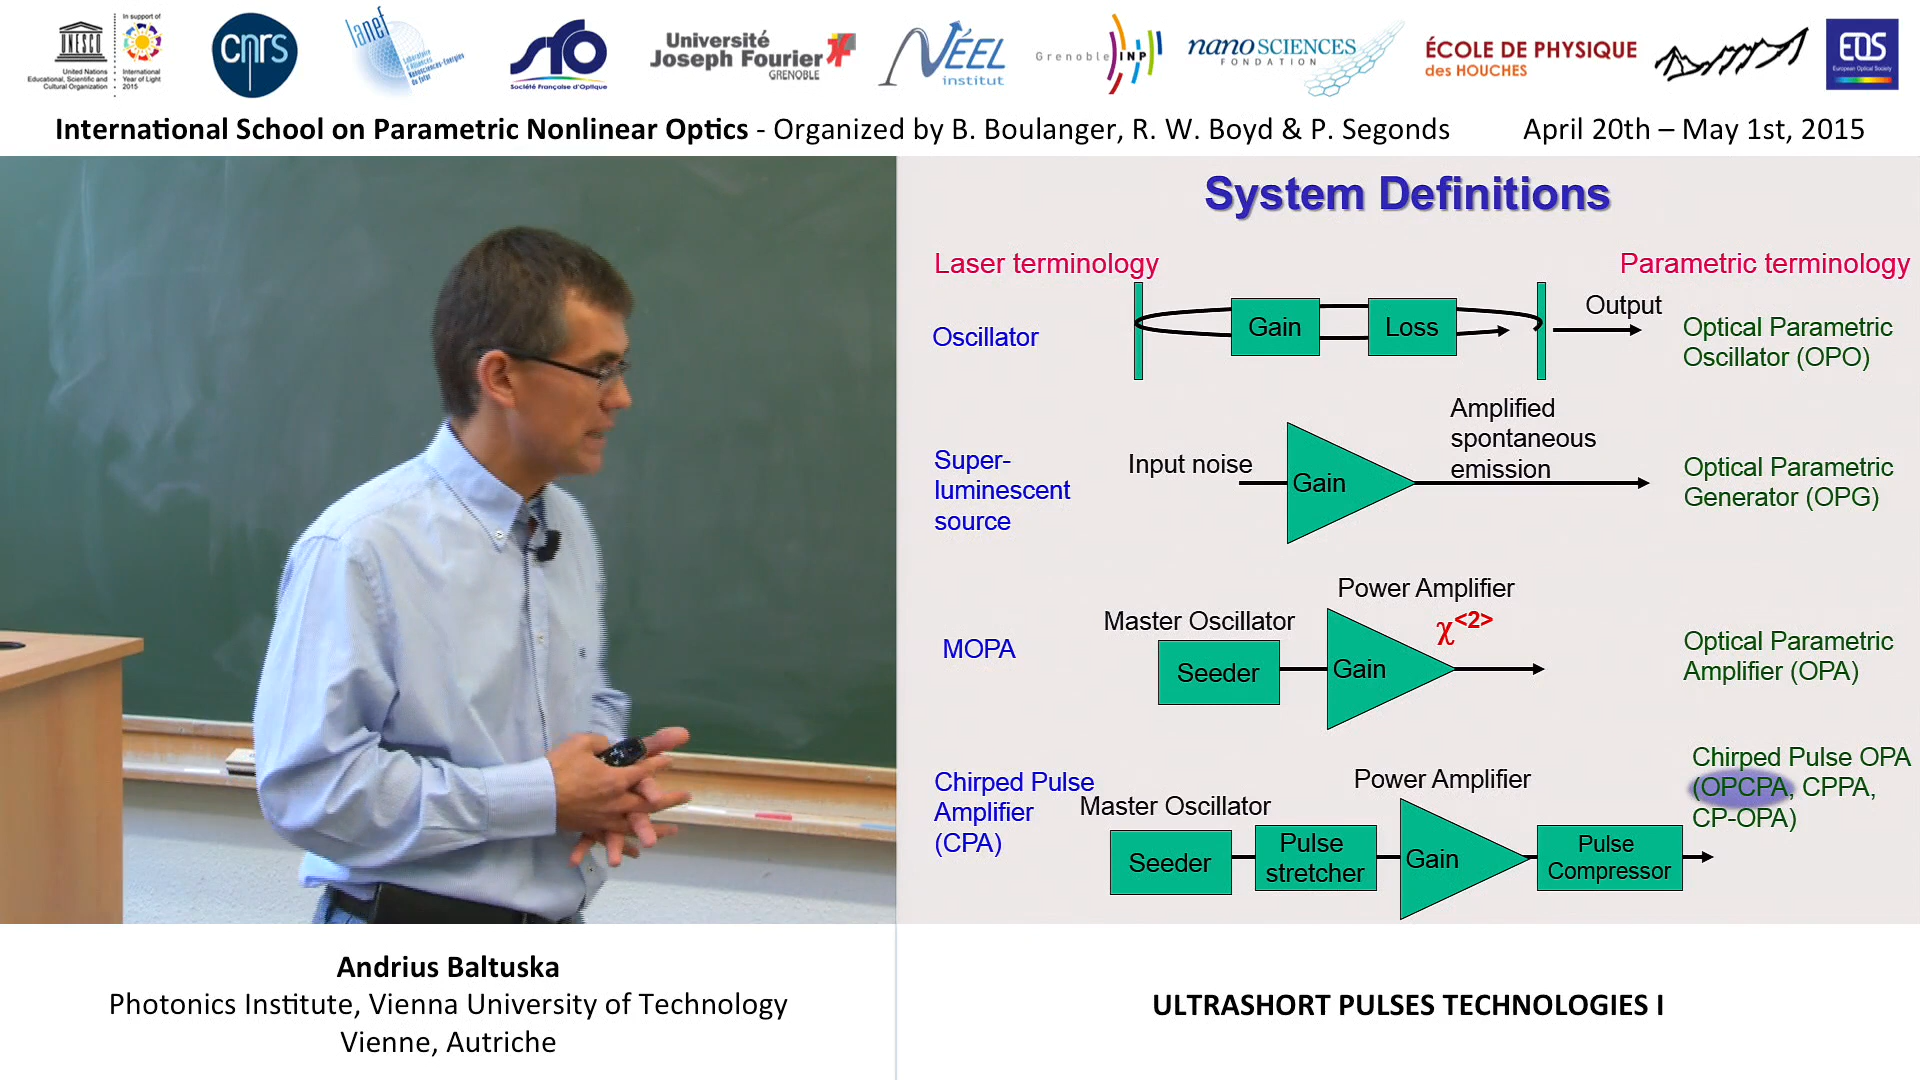 United Nations
Educational, Scientific and
Cultural Organization
In support of
International
Year of Light
2015
cnrs
lanef
Société Française d'Optique
Université
Joseph Fourier
GRENOBLE
NÉEL
institut
Grenoble INP
nanoSCIENCES
FONDATION
ÉCOLE DE PHYSIQUE
des HOUCHES
EOS
European Optical Society
International School on Parametric Nonlinear Optics - Organized by B. Boulanger, R. W. Boyd & P. Segonds
April 20th – May 1st, 2015
System Definitions
Laser terminology
Parametric terminology
Oscillator
Gain
Loss
Output
Optical Parametric
Oscillator (OPO)
Super-
luminescent
source
Input noise
Gain
Amplified
spontaneous
emission
Optical Parametric
Generator (OPG)
MOPA
Master Oscillator
Seeder
Power Amplifier
Gain
χ<2>
Optical Parametric
Amplifier (OPA)
Chirped Pulse
Amplifier
(CPA)
Master Oscillator
Seeder
Pulse
stretcher
Power Amplifier
Gain
Pulse
Compressor
Chirped Pulse OPA
(OPCPA, CPPA,
CP-OPA)
Andrius Baltuska
Photonics Institute, Vienna University of Technology
Vienne, Autriche
ULTRASHORT PULSES TECHNOLOGIES I